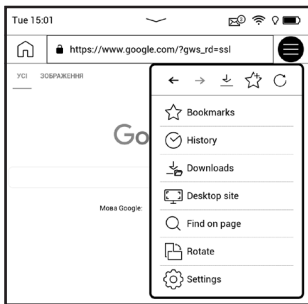 Tue 15:01
2
https://www.google.com/?gws_rd=ssl
УСІ ЗОБРАЖЕННЯ
Go
Bookmarks
History
Downloads
Desktop site
Мова Google:
Find on page
Rotate
Settings